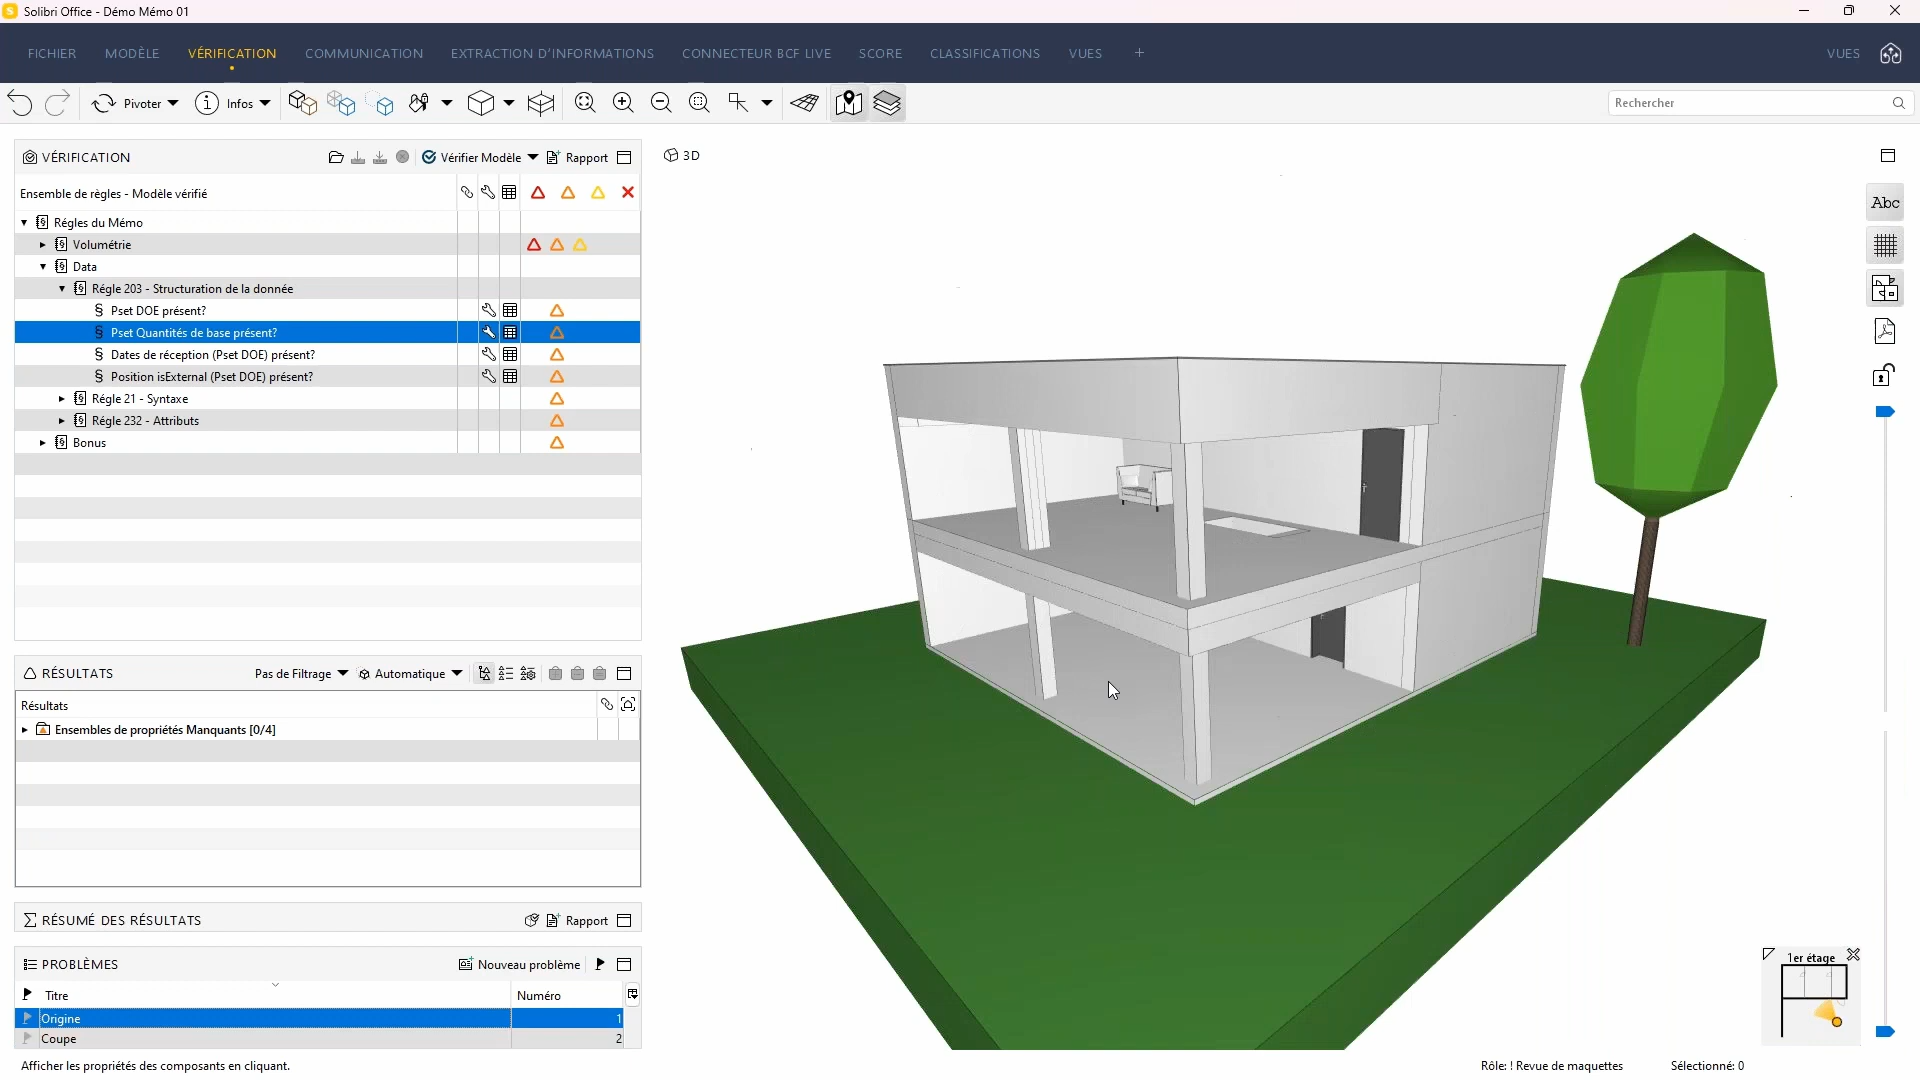 Solibri Office - Démo Mémo 01
FICHIER MODÈLE VÉRIFICATION COMMUNICATION EXTRACTION D'INFORMATIONS CONNECTEUR BCF LIVE SCORE CLASSIFICATIONS VUES + VUES
Pivoter Infos Rechercher
VÉRIFICATION Vérifier Modèle Rapport
3D
Ensemble de règles - Modèle vérifié
Abc
Régles du Mémo
Volumétrie
Data
Régle 203 - Structuration de la donnée
§ Pset DOE présent?
§ Pset Quantités de base présent?
§ Dates de réception (Pset DOE) présent?
§ Position isExternal (Pset DOE) présent?
Régle 21 - Syntaxe
Régle 232 - Attributs
Bonus
RÉSULTATS Pas de Filtrage Automatique
Résultats
Ensembles de propriétés Manquants [0/4]
RÉSUMÉ DES RÉSULTATS Rapport
PROBLÈMES Nouveau problème
1er étage
Titre Numéro
Origine 1
Coupe 2
Afficher les propriétés des composants en cliquant. Rôle: ! Revue de maquettes Sélectionné: 0